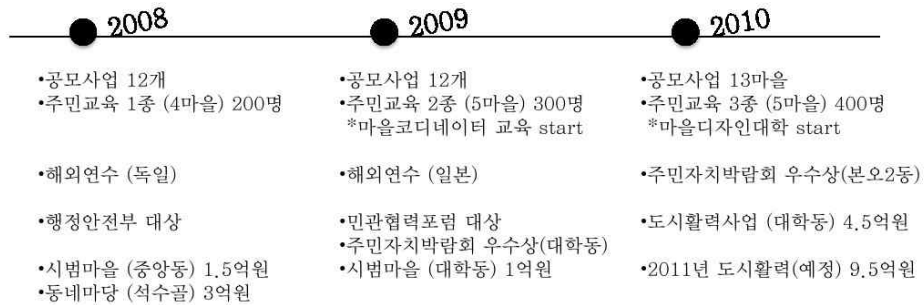 2008
•공모사업 12개
•주민교육 1종 (4마을) 200명
•해외연수 (독일)
•행정안전부 대상
•시범마을 (중앙동) 1.5억원
•동네마당 (석수골) 3억원
2009
•공모사업 12개
•주민교육 2종 (5마을) 300명
*마을코디네이터 교육 start
•해외연수 (일본)
•민관협력포럼 대상
•주민자치박람회 우수상(대학동)
•시범마을 (대학동) 1억원
2010
•공모사업 13마을
•주민교육 3종 (5마을) 400명
*마을디자인대학 start
•주민자치박람회 우수상(본오2동)
•도시활력사업 (대학동) 4.5억원
•2011년 도시활력(예정) 9.5억원